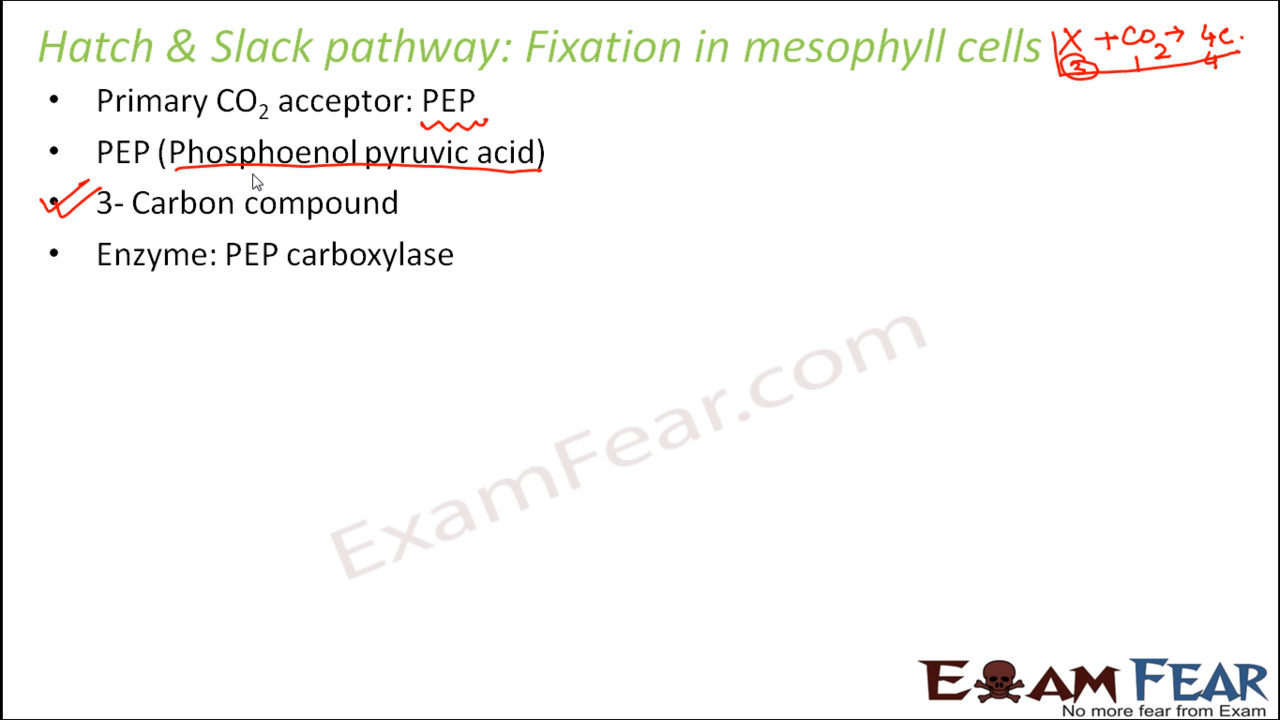 Hatch & Slack pathway: Fixation in mesophyll cells
X + CO2 → 4C.
3 1 4
• Primary CO2 acceptor: PEP
• PEP (Phosphoenol pyruvic acid)
• 3- Carbon compound
• Enzyme: PEP carboxylase
ExamFear.com
EXAM FEAR
No more fear from Exam